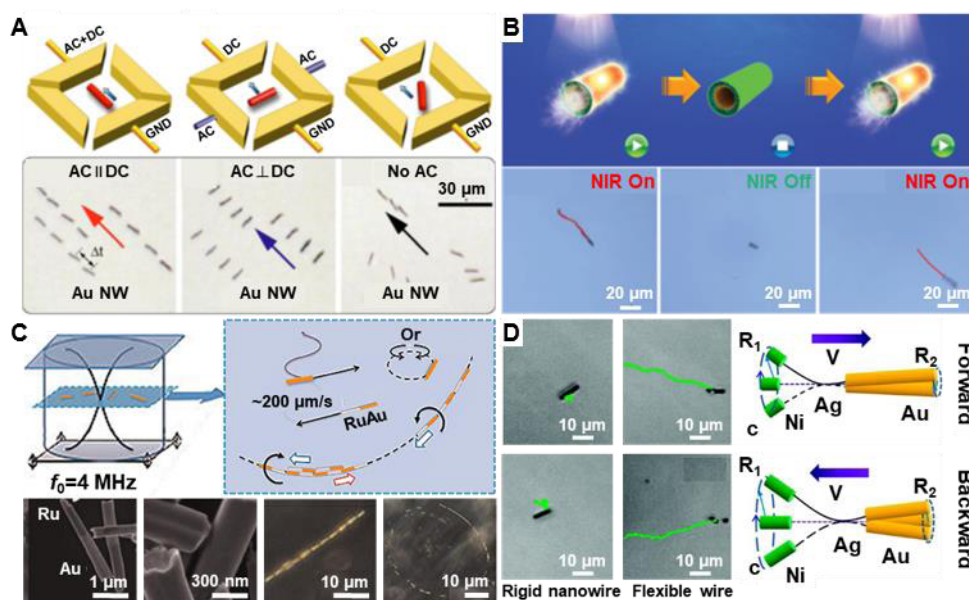 A
AC+DC
GND
DC
AC
AC
GND
DC
GND
AC || DC
AC ⊥ DC
No AC
30 μm
Δt
Au NW
Au NW
Au NW
B
NIR On
NIR Off
NIR On
20 μm
20 μm
20 μm
C
f₀=4 MHz
Or
~200 μm/s
RuAu
Ru
Au
1 μm
300 nm
10 μm
10 μm
D
10 μm
10 μm
10 μm
10 μm
Rigid nanowire
Flexible wire
R₁
V
R₂
Ag
Ni
Au
c
Forward
R₁
V
R₂
Ag
Ni
Au
c
Backward